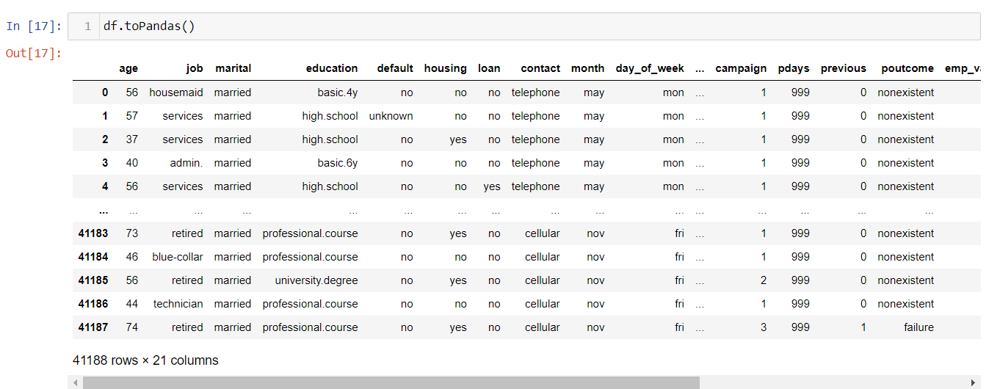 In [17]: 1 df.toPandas()
Out[17]:
age job marital education default housing loan contact month day_of_week ... campaign pdays previous poutcome emp_va
0 56 housemaid married basic.4y no no no telephone may mon ... 1 999 0 nonexistent
1 57 services married high.school unknown no no telephone may mon ... 1 999 0 nonexistent
2 37 services married high.school no yes no telephone may mon ... 1 999 0 nonexistent
3 40 admin. married basic.6y no no no telephone may mon ... 1 999 0 nonexistent
4 56 services married high.school no no yes telephone may mon ... 1 999 0 nonexistent
... ... ... ... ... ... ... ... ... ... ... ... ... ... ... ...
41183 73 retired married professional.course no yes no cellular nov fri ... 1 999 0 nonexistent
41184 46 blue-collar married professional.course no no no cellular nov fri ... 1 999 0 nonexistent
41185 56 retired married university.degree no yes no cellular nov fri ... 2 999 0 nonexistent
41186 44 technician married professional.course no no no cellular nov fri ... 1 999 0 nonexistent
41187 74 retired married professional.course no yes no cellular nov fri ... 3 999 1 failure
41188 rows × 21 columns